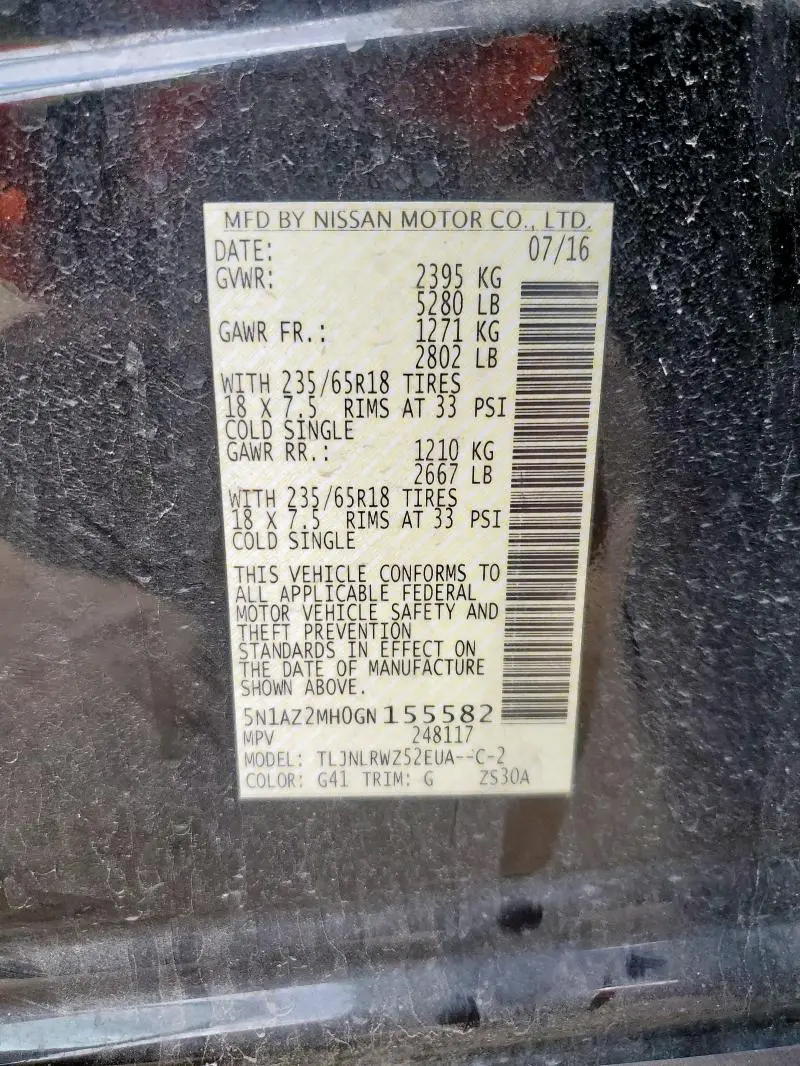 MFD BY NISSAN MOTOR CO., LTD.
DATE: 07/16
GVWR: 2395 KG
5280 LB
GAWR FR.: 1271 KG
2802 LB
WITH 235/65R18 TIRES
18 X 7.5 RIMS AT 33 PSI
COLD SINGLE
GAWR RR.: 1210 KG
2667 LB
WITH 235/65R18 TIRES
18 X 7.5 RIMS AT 33 PSI
COLD SINGLE
THIS VEHICLE CONFORMS TO
ALL APPLICABLE FEDERAL
MOTOR VEHICLE SAFETY AND
THEFT PREVENTION
STANDARDS IN EFFECT ON
THE DATE OF MANUFACTURE
SHOWN ABOVE.
5N1AZ2MH0GN155582
MPV 248117
MODEL: TLJNLRWZ52EUA--C-2
COLOR: G41 TRIM: G ZS30A